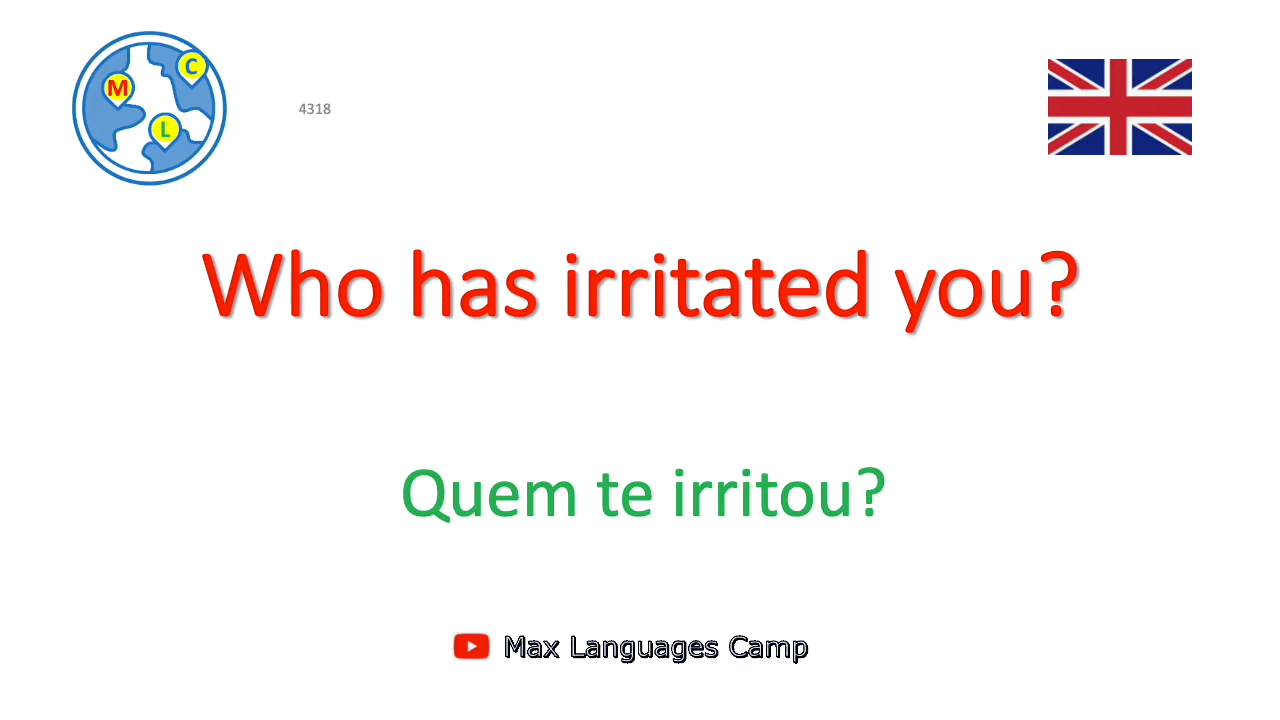 M
C
L
4318
Who has irritated you?
Quem te irritou?
Max Languages Camp